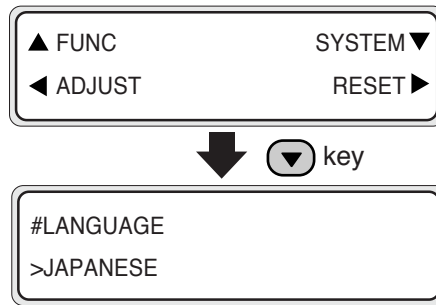 ▲ FUNC SYSTEM▼
◀ ADJUST RESET▶
▼ key
#LANGUAGE
>JAPANESE